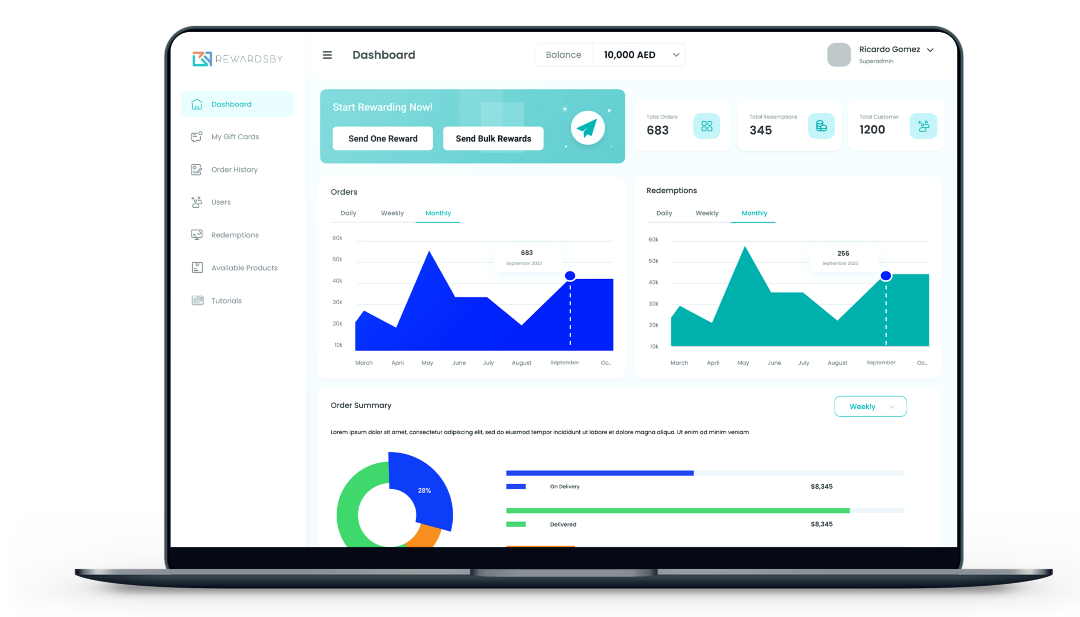 REWARDSBY
Dashboard
Balance
10,000 AED
Ricardo Gomez
Superadmin
Dashboard
My Gift Cards
Order History
Users
Redemptions
Available Products
Tutorials
Start Rewarding Now!
Send One Reward
Send Bulk Rewards
Total Orders
683
Total Redemptions
345
Total Customer
1200
Orders
Daily Weekly Monthly
60k
50k
40k
30k
20k
10k
683
September 2020
March April May June July August September Oc..
Redemptions
Daily Weekly Monthly
60k
50k
40k
30k
20k
10k
256
September 2020
March April May June July August September Oc..
Order Summary
Weekly
Lorem ipsum dolor sit amet, consectetur adipiscing elit, sed do eiusmod tempor incididunt ut labore et dolore magna aliqua. Ut enim ad minim veniam
28%
On Delivery $8,345
Delivered $8,345